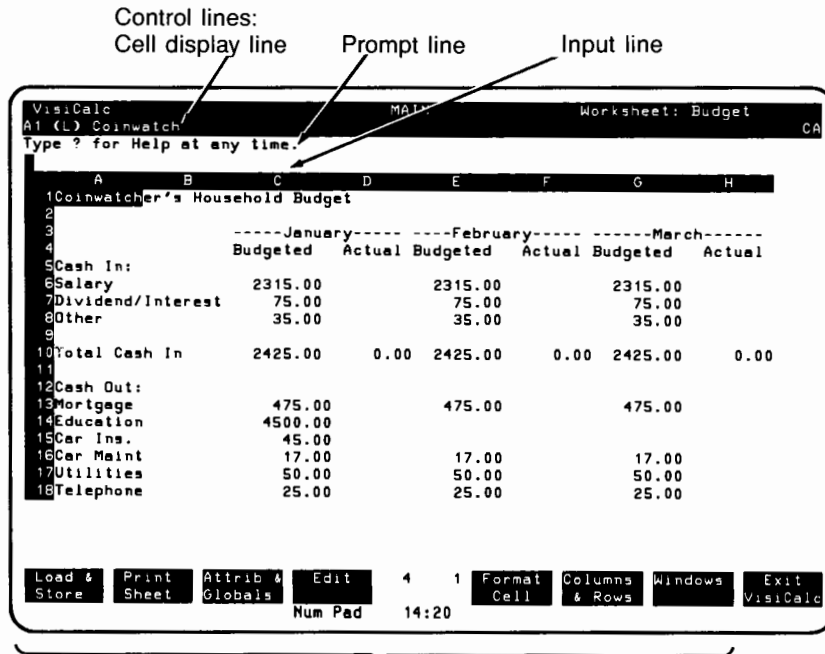 Control lines:
Cell display line Prompt line Input line
VisiCalc MAIN Worksheet: Budget
A1 (L) Coinwatch CA
Type ? for Help at any time.
A B C D E F G H
1Coinwatcher's Household Budget
2
3 -----January----- ----February----- ------March------
4 Budgeted Actual Budgeted Actual Budgeted Actual
5Cash In:
6Salary 2315.00 2315.00 2315.00
7Dividend/Interest 75.00 75.00 75.00
8Other 35.00 35.00 35.00
9
10Total Cash In 2425.00 0.00 2425.00 0.00 2425.00 0.00
11
12Cash Out:
13Mortgage 475.00 475.00 475.00
14Education 4500.00
15Car Ins. 45.00
16Car Maint 17.00 17.00 17.00
17Utilities 50.00 50.00 50.00
18Telephone 25.00 25.00 25.00
Load & Print Attrib & Edit 4 1 Format Columns Windows Exit
Store Sheet Globals Cell & Rows VisiCalc
Num Pad 14:20